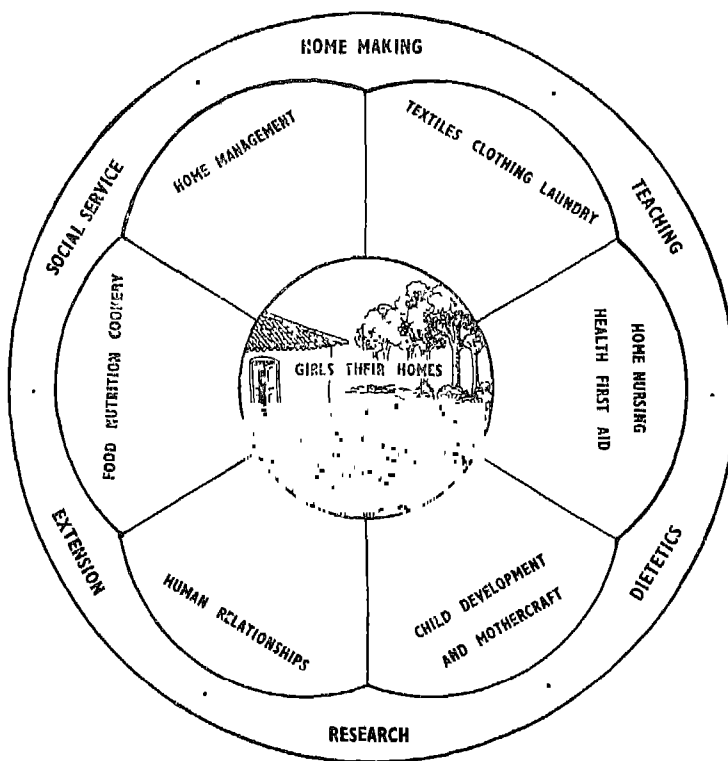 HOME MAKING
TEACHING
DIETETICS
RESEARCH
EXTENSION
SOCIAL SERVICE
HOME MANAGEMENT
TEXTILES CLOTHING LAUNDRY
HOME NURSING
HEALTH FIRST AID
CHILD DEVELOPMENT
AND MOTHERCRAFT
HUMAN RELATIONSHIPS
FOOD NUTRITION COOKERY
GIRLS THEIR HOMES